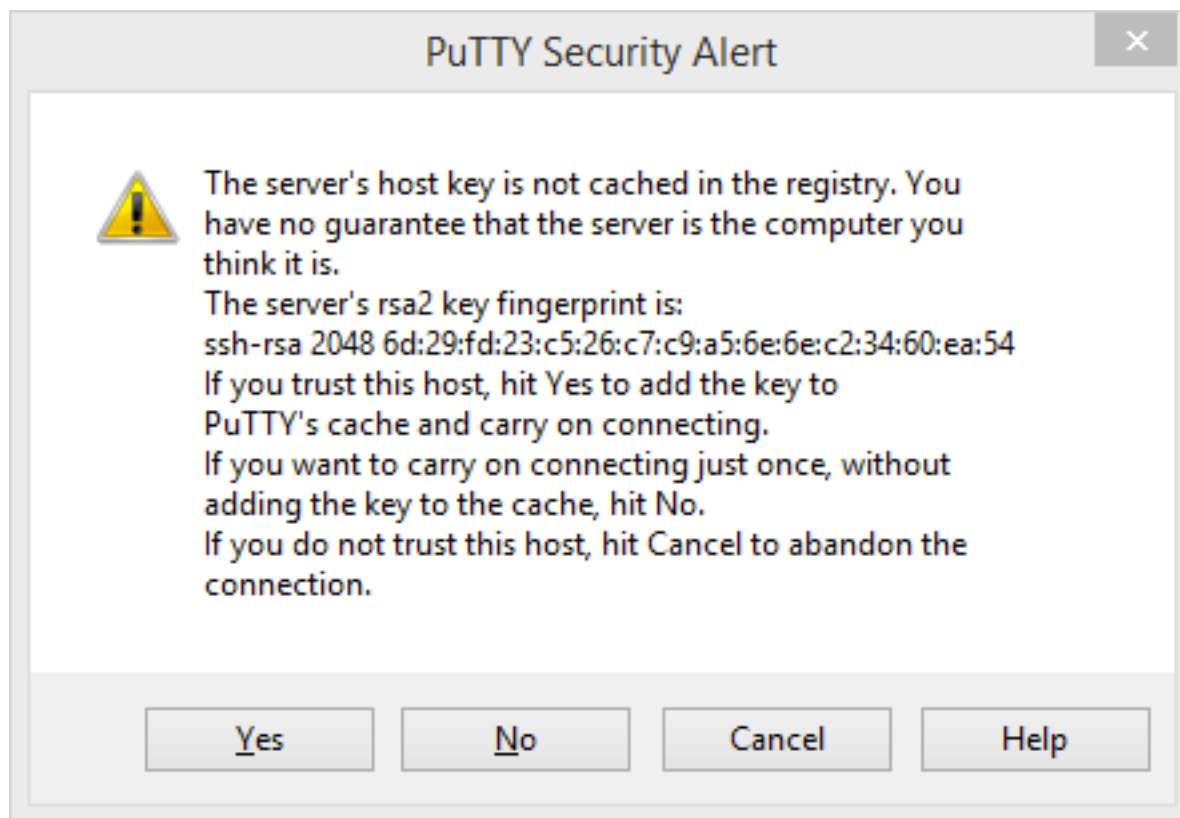 PuTTY Security Alert
The server's host key is not cached in the registry. You
have no guarantee that the server is the computer you
think it is.
The server's rsa2 key fingerprint is:
ssh-rsa 2048 6d:29:fd:23:c5:26:c7:c9:a5:6e:6e:c2:34:60:ea:54
If you trust this host, hit Yes to add the key to
PuTTY's cache and carry on connecting.
If you want to carry on connecting just once, without
adding the key to the cache, hit No.
If you do not trust this host, hit Cancel to abandon the
connection.
Yes No Cancel Help